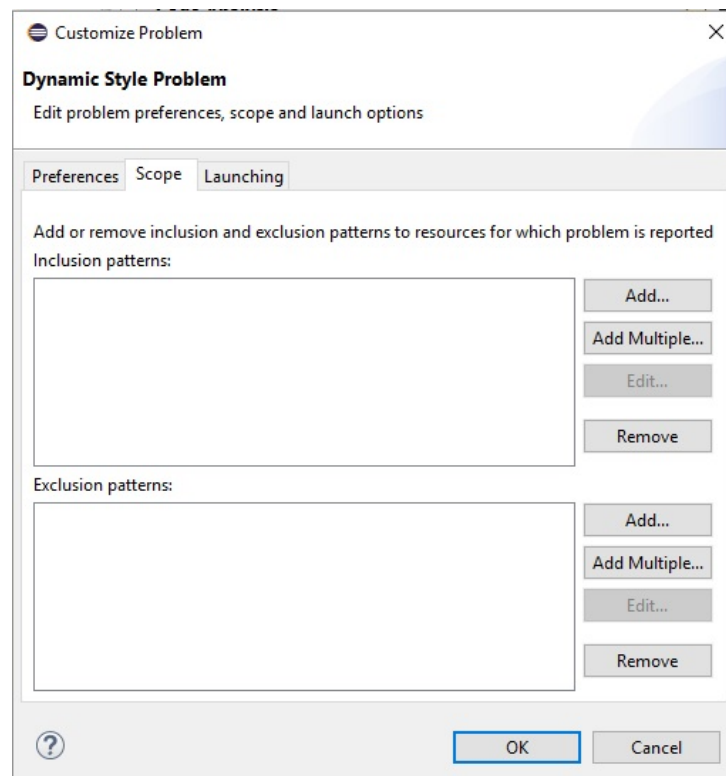 Customize Problem
Dynamic Style Problem
Edit problem preferences, scope and launch options
Preferences Scope Launching
Add or remove inclusion and exclusion patterns to resources for which problem is reported
Inclusion patterns:
Add...
Add Multiple...
Edit...
Remove
Exclusion patterns:
Add...
Add Multiple...
Edit...
Remove
OK Cancel